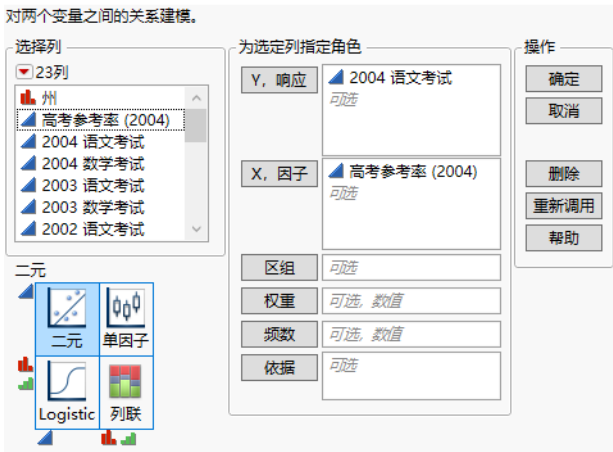 对两个变量之间的关系建模。
选择列
23列
州
高考参考率 (2004)
2004 语文考试
2004 数学考试
2003 语文考试
2003 数学考试
2002 语文考试
二元
二元
单因子
Logistic
列联
为选定列指定角色
Y, 响应
2004 语文考试
可选
X, 因子
高考参考率 (2004)
可选
区组
可选
权重
可选, 数值
频数
可选, 数值
依据
可选
操作
确定
取消
删除
重新调用
帮助